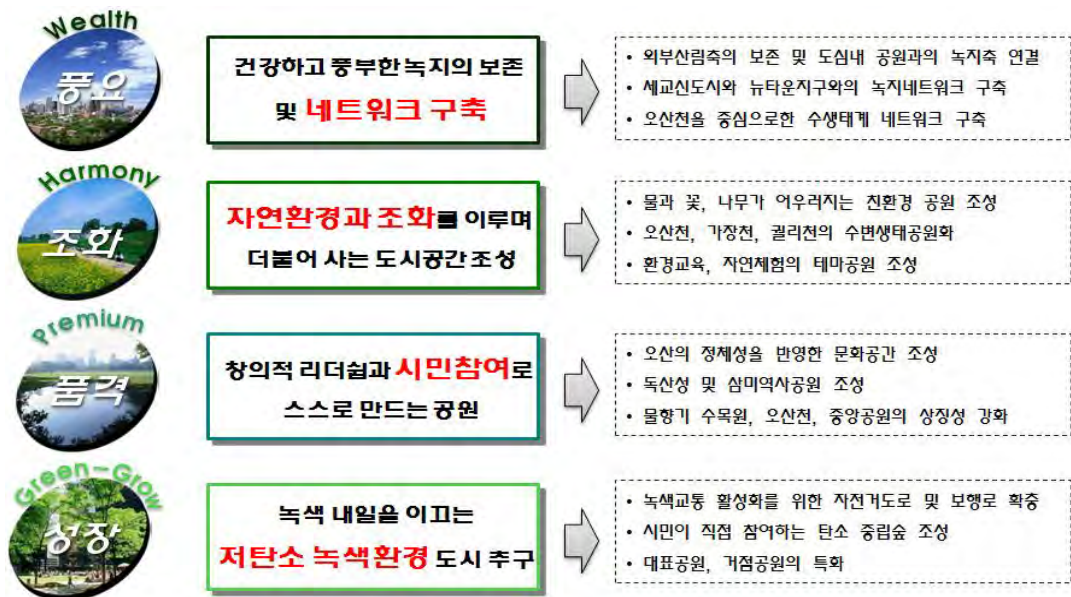 Wealth
풍요
건강하고 풍부한 녹지의 보존
및 네트워크 구축
• 외부산림축의 보존 및 도심내 공원과의 녹지축 연결
• 세교신도시와 뉴타운지구와의 녹지네트워크 구축
• 오산천을 중심으로한 수생태계 네트워크 구축
Harmony
조화
자연환경과 조화를 이루며
더불어 사는 도시공간 조성
• 물과 꽃, 나무가 어우러지는 친환경 공원 조성
• 오산천, 가장천, 궐리천의 수변생태공원화
• 환경교육, 자연체험의 테마공원 조성
Premium
품격
창의적 리더쉽과 시민참여로
스스로 만드는 공원
• 오산의 정체성을 반영한 문화공간 조성
• 독산성 및 삼미역사공원 조성
• 물향기 수목원, 오산천, 중앙공원의 상징성 강화
Green-Grow
성장
녹색 내일을 이끄는
저탄소 녹색환경 도시 추구
• 녹색교통 활성화를 위한 자전거도로 및 보행로 확충
• 시민이 직접 참여하는 탄소 중립숲 조성
• 대표공원, 거점공원의 특화